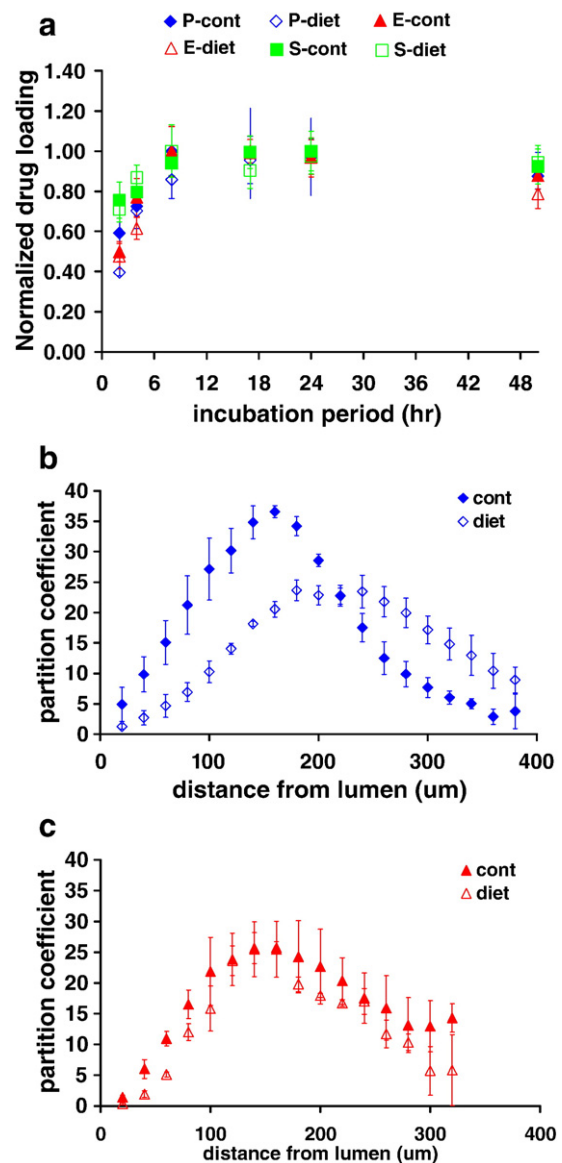 a
P-cont P-diet E-cont
E-diet S-cont S-diet
Normalized drug loading
1.40
1.20
1.00
0.80
0.60
0.40
0.20
0.00
0 6 12 18 24 30 36 42 48
incubation period (hr)
b
cont
diet
partition coefficient
40
35
30
25
20
15
10
5
0
0 100 200 300 400
distance from lumen (um)
c
cont
diet
partition coefficient
40
35
30
25
20
15
10
5
0
0 100 200 300 400
distance from lumen (um)